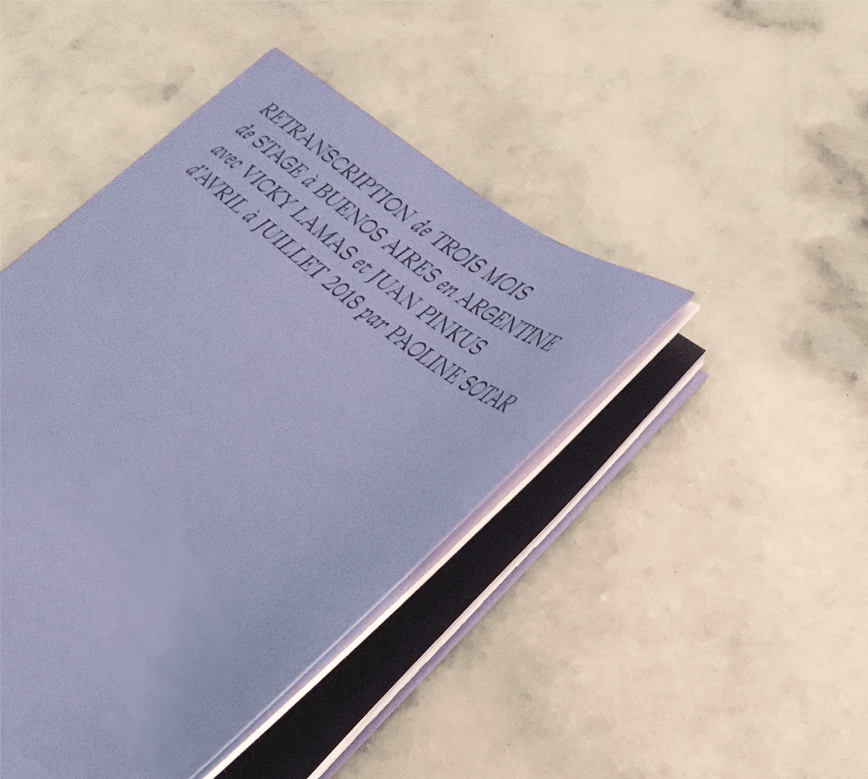 RETRANSCRIPTION de TROIS MOIS
de STAGE à BUENOS AIRES en ARGENTINE
avec VICKY LAMAS et JUAN PINKUS
d'AVRIL à JUILLET 2018 par PAOLINE SOTAR